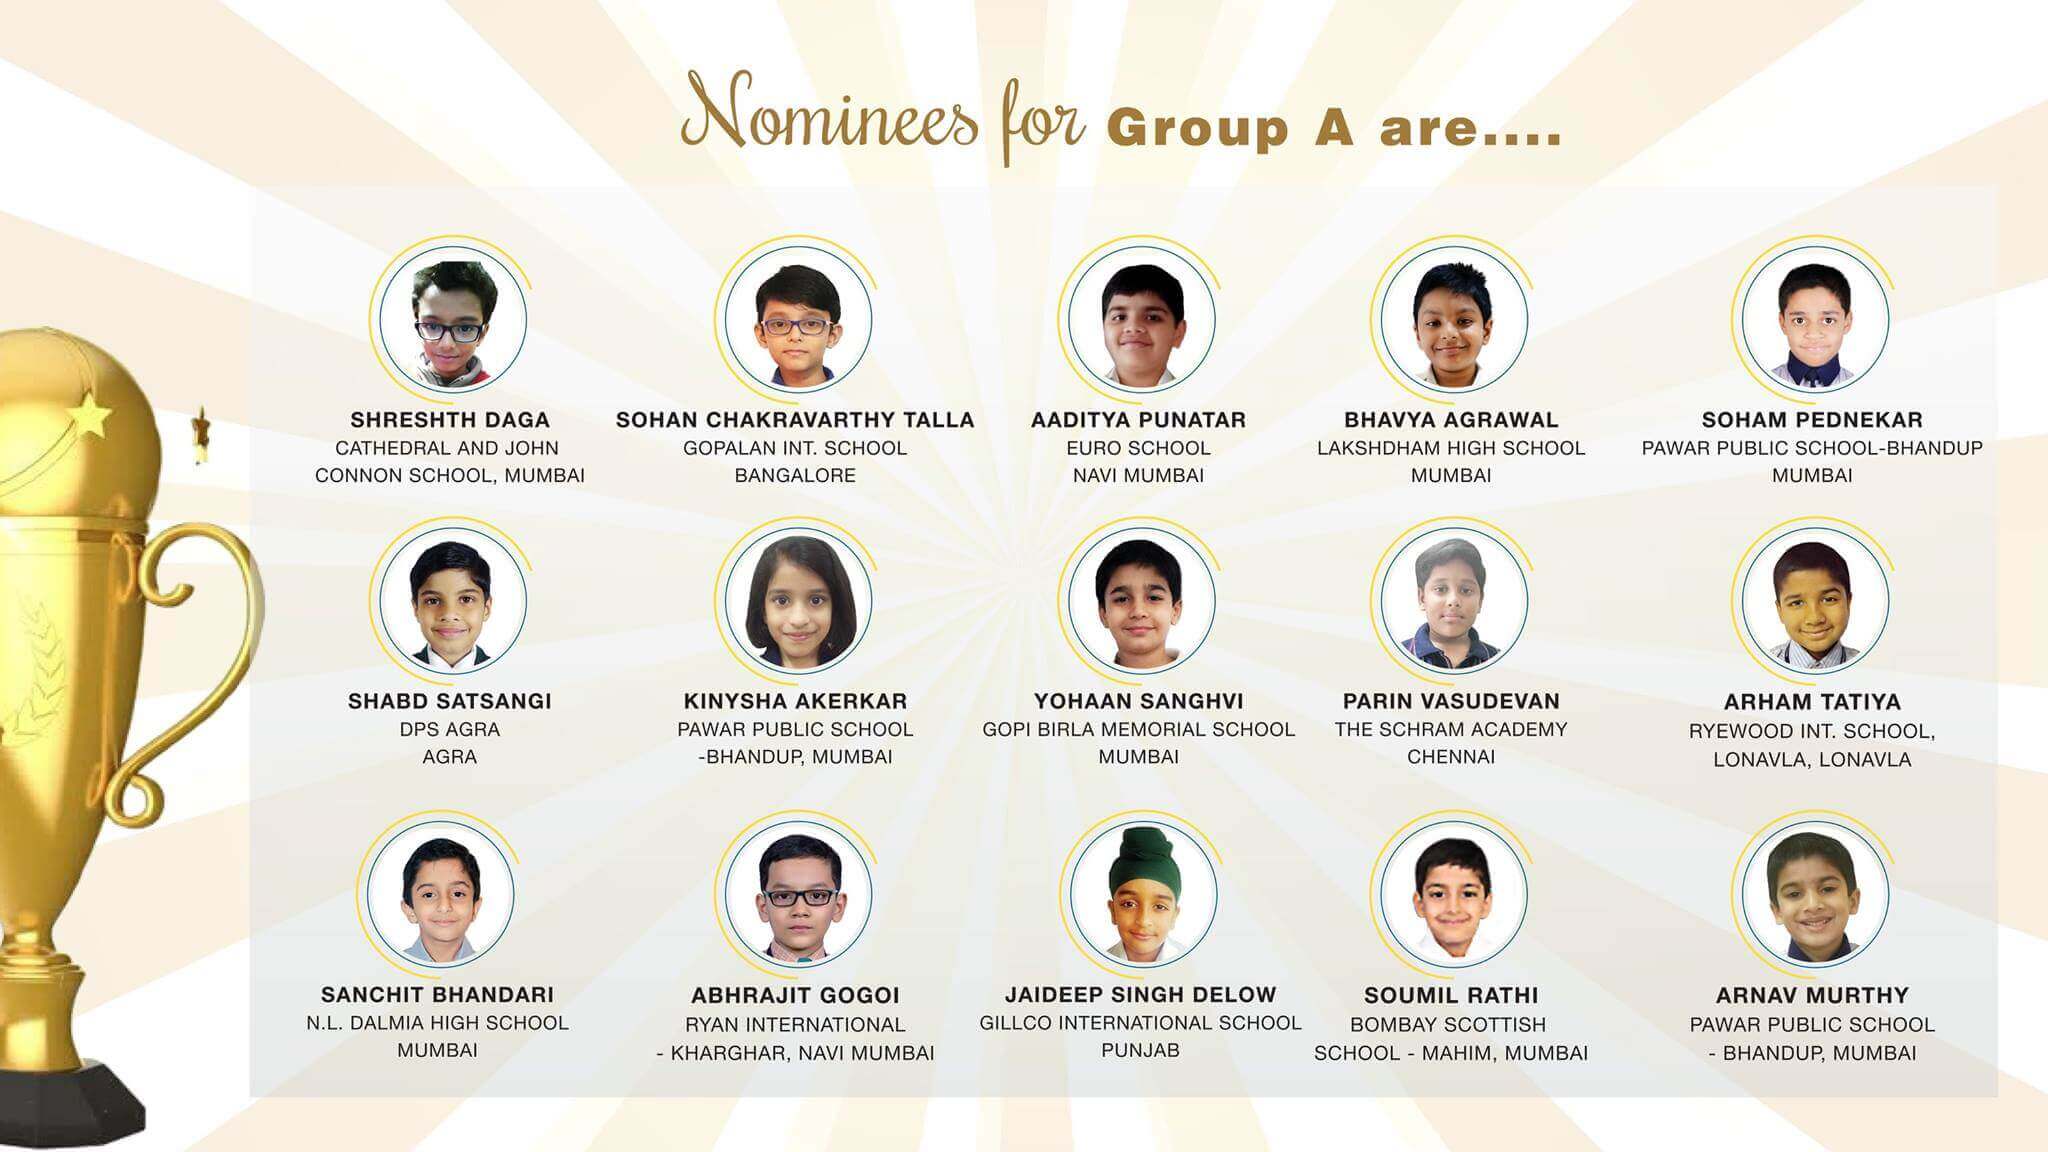 Nominees for Group A are....
SHRESHTH DAGA
CATHEDRAL AND JOHN
CONNON SCHOOL, MUMBAI
SOHAN CHAKRAVARTHY TALLA
GOPALAN INT. SCHOOL
BANGALORE
AADITYA PUNATAR
EURO SCHOOL
NAVI MUMBAI
BHAVYA AGRAWAL
LAKSHDHAM HIGH SCHOOL
MUMBAI
SOHAM PEDNEKAR
PAWAR PUBLIC SCHOOL-BHANDUP
MUMBAI
SHABD SATSANGI
DPS AGRA
AGRA
KINYSHA AKERKAR
PAWAR PUBLIC SCHOOL
-BHANDUP, MUMBAI
YOHAAN SANGHVI
GOPI BIRLA MEMORIAL SCHOOL
MUMBAI
PARIN VASUDEVAN
THE SCHRAM ACADEMY
CHENNAI
ARHAM TATIYA
RYEWOOD INT. SCHOOL,
LONAVLA, LONAVLA
SANCHIT BHANDARI
N.L. DALMIA HIGH SCHOOL
MUMBAI
ABHRAJIT GOGOI
RYAN INTERNATIONAL
- KHARGHAR, NAVI MUMBAI
JAIDEEP SINGH DELOW
GILLCO INTERNATIONAL SCHOOL
PUNJAB
SOUMIL RATHI
BOMBAY SCOTTISH
SCHOOL - MAHIM, MUMBAI
ARNAV MURTHY
PAWAR PUBLIC SCHOOL
- BHANDUP, MUMBAI